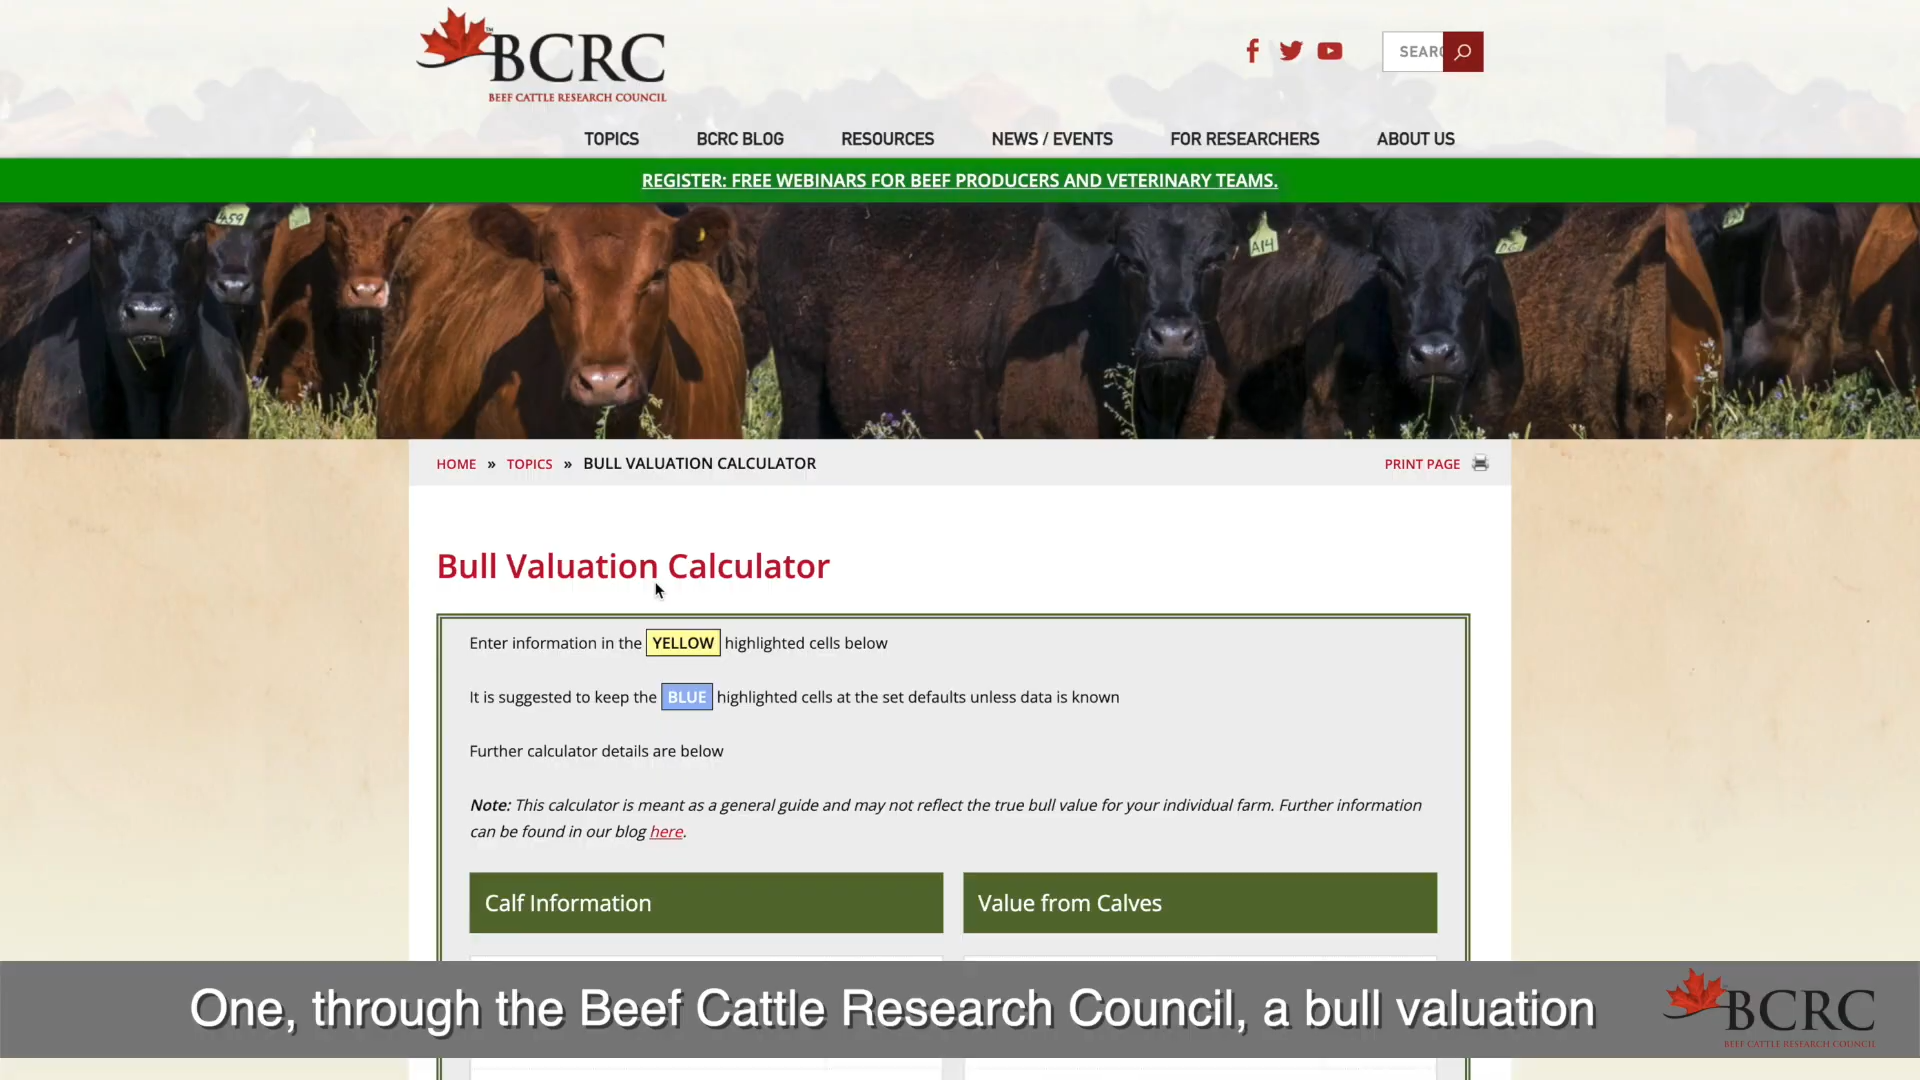 BCRC
BEEF CATTLE RESEARCH COUNCIL
SEARC
TOPICS BCRC BLOG RESOURCES NEWS / EVENTS FOR RESEARCHERS ABOUT US
REGISTER: FREE WEBINARS FOR BEEF PRODUCERS AND VETERINARY TEAMS.
459
A14
HOME » TOPICS » BULL VALUATION CALCULATOR
PRINT PAGE
Bull Valuation Calculator
Enter information in the YELLOW highlighted cells below
It is suggested to keep the BLUE highlighted cells at the set defaults unless data is known
Further calculator details are below
Note: This calculator is meant as a general guide and may not reflect the true bull value for your individual farm. Further information
can be found in our blog here.
Calf Information
Value from Calves
One, through the Beef Cattle Research Council, a bull valuation
BCRC
BEEF CATTLE RESEARCH COUNCIL